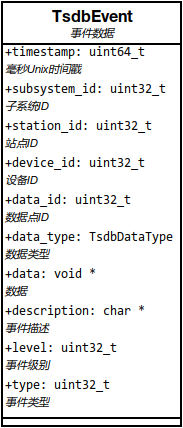 TsdbEvent
事件数据
+timestamp: uint64_t
毫秒Unix时间戳
+subsystem_id: uint32_t
子系统ID
+station_id: uint32_t
站点ID
+device_id: uint32_t
设备ID
+data_id: uint32_t
数据点ID
+data_type: TsdbDataType
数据类型
+data: void *
数据
+description: char *
事件描述
+level: uint32_t
事件级别
+type: uint32_t
事件类型